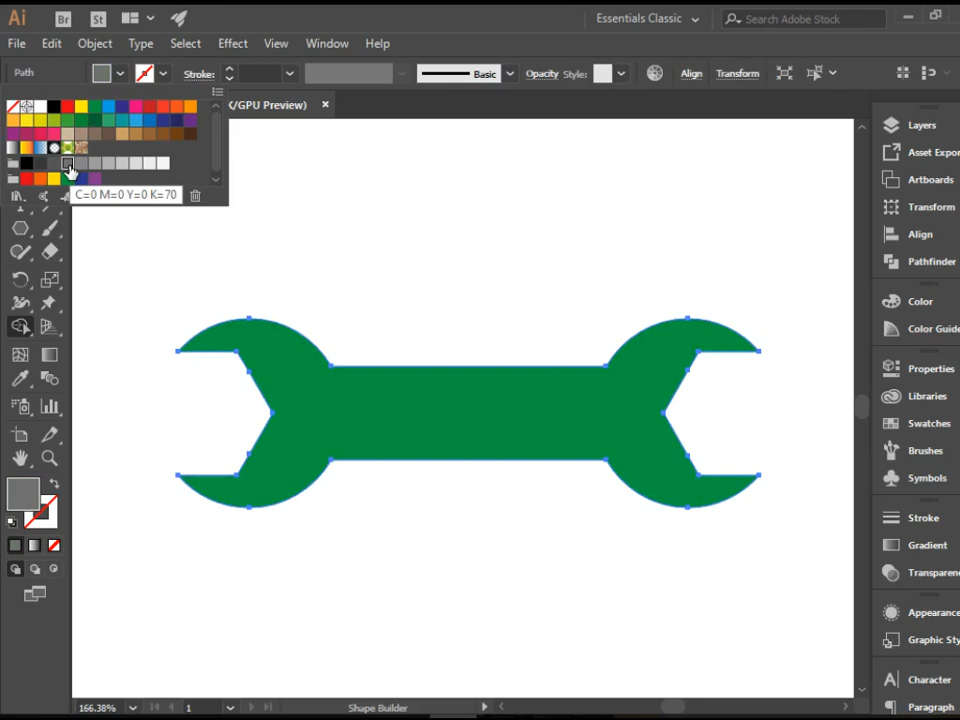 Ai Br St Essentials Classic Search Adobe Stock
File Edit Object Type Select Effect View Window Help
Path Stroke: Basic Opacity Style: Align Transform
K/GPU Preview) ×
C=0 M=0 Y=0 K=70
Layers
Asset Expor
Artboards
Transform
Align
Pathfinder
Color
Color Guide
Properties
Libraries
Swatches
Brushes
Symbols
Stroke
Gradient
Transparen
Appearance
Graphic Sty
Character
Paragraph
166.38% 1 Shape Builder